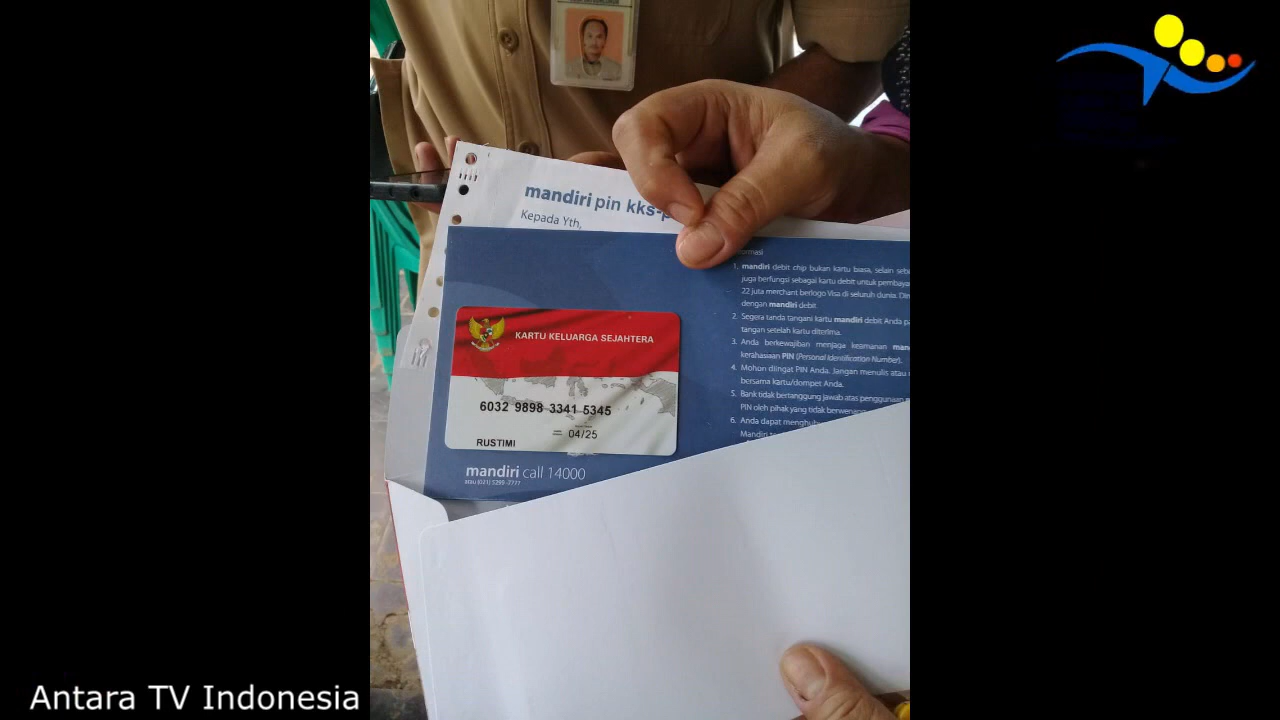 mandiri pin kks-p
Kepada Yth,
KARTU KELUARGA SEJAHTERA
6032 9898 3341 5345
04/25
RUSTIMI
mandiri call 14000
atau (021) 5299-7777
1. mandiri debit chip bukan kartu biasa, selain
juga berfungsi sebagai kartu debit untuk
22 juta merchant berlogo Visa di seluruh dunia.
dengan mandiri debit.
2. Segera tanda tangani kartu mandiri debit Anda
tangan setelah kartu diterima.
3. Anda berkewajiban menjaga keamanan
kerahasiaan PIN (Personal Identification Number).
4. Mohon diingat PIN Anda. Jangan menulis atau
bersama kartu/dompet Anda.
5. Bank tidak bertanggung jawab atas penggunaan
PIN oleh pihak yang tidak berwenang
6. Anda dapat
Mandiri
Antara TV Indonesia